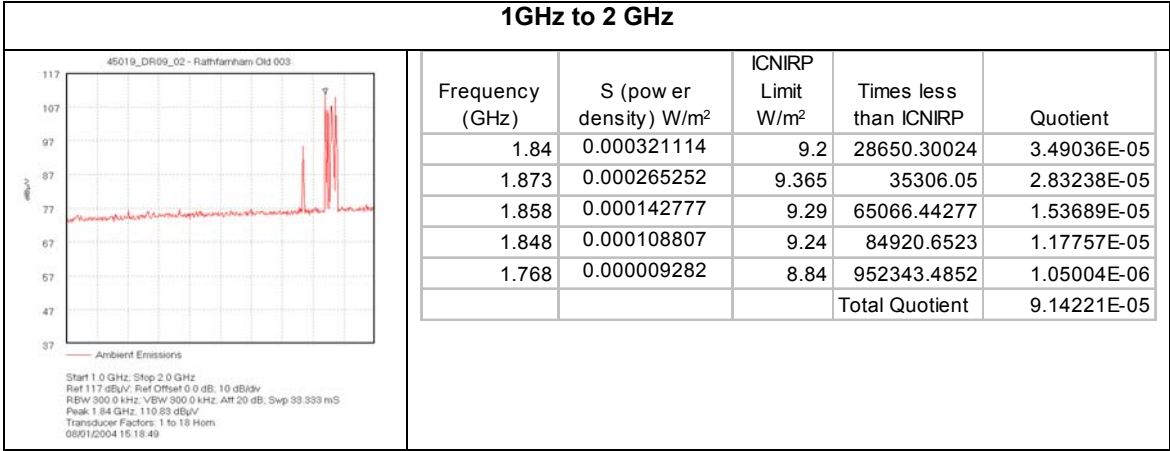 1GHz to 2 GHz
45019_DR09_02 - Rathfarnham Old 003
117
107
97
87
77
67
57
47
37
dBµV
Ambient Emissions
Start 1.0 GHz; Stop 2.0 GHz
Ref 117 dBµV; Ref Offset 0.0 dB; 10 dB/div
RBW 300.0 kHz; VBW 300.0 kHz; Att 20 dB; Swp 33.333 mS
Peak 1.84 GHz, 110.83 dBµV
Transducer Factors: 1 to 18 Horn
08/01/2004 15:18:49
Frequency (GHz) S (pow er density) W/m² ICNIRP Limit W/m² Times less than ICNIRP Quotient
1.84 0.000321114 9.2 28650.30024 3.49036E-05
1.873 0.000265252 9.365 35306.05 2.83238E-05
1.858 0.000142777 9.29 65066.44277 1.53689E-05
1.848 0.000108807 9.24 84920.6523 1.17757E-05
1.768 0.000009282 8.84 952343.4852 1.05004E-06
Total Quotient 9.14221E-05